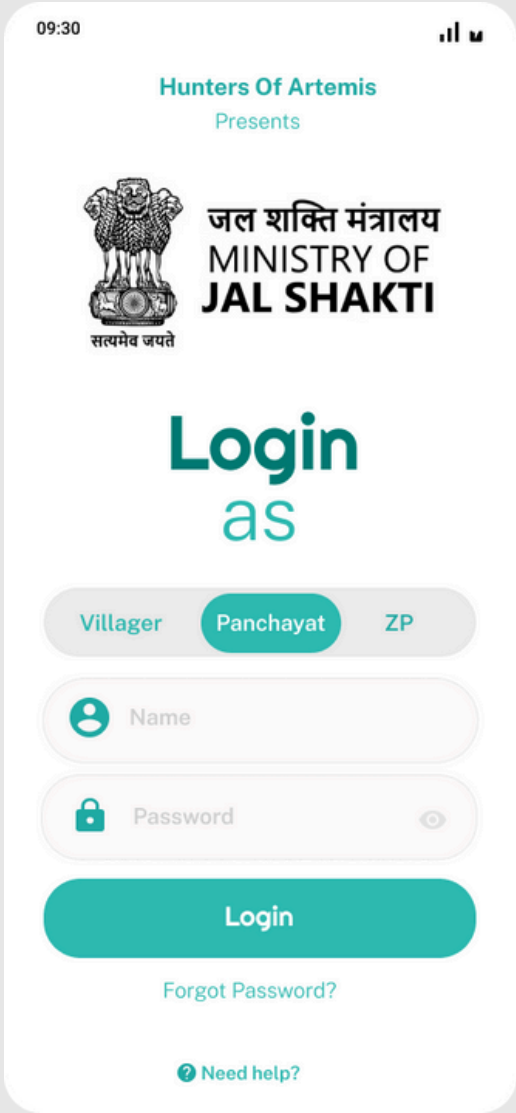 09:30
Hunters Of Artemis
Presents
जल शक्ति मंत्रालय
MINISTRY OF
JAL SHAKTI
सत्यमेव जयते
Login
as
Villager Panchayat ZP
Name
Password
Login
Forgot Password?
Need help?